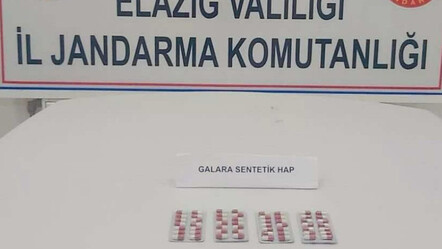 ELAZIĞ VALİLİĞİ
İL JANDARMA KOMUTANLIĞI
GALARA SENTETİK HAP